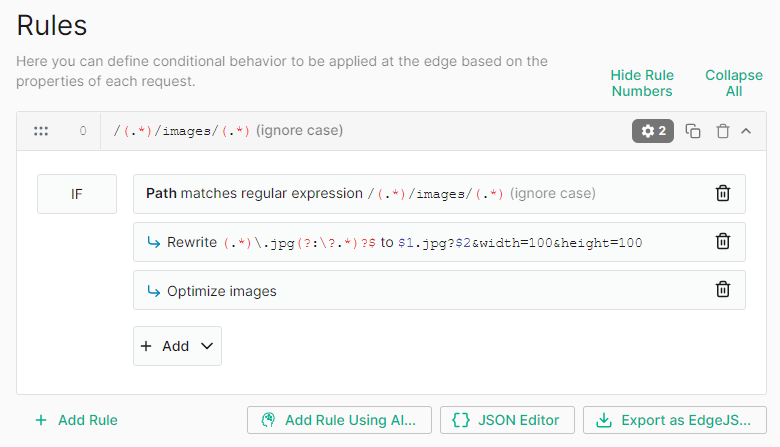 Rules
Here you can define conditional behavior to be applied at the edge based on the
properties of each request.
Hide Rule
Numbers
Collapse
All
0 /(.*)/images/(.*) (ignore case) 2
IF
Path matches regular expression /(.*)/images/(.*) (ignore case)
Rewrite (.*)\.jpg(?:\?.*)?$ to $1.jpg?$2&width=100&height=100
Optimize images
+ Add
+ Add Rule
Add Rule Using AI...
{} JSON Editor
Export as EdgeJS...